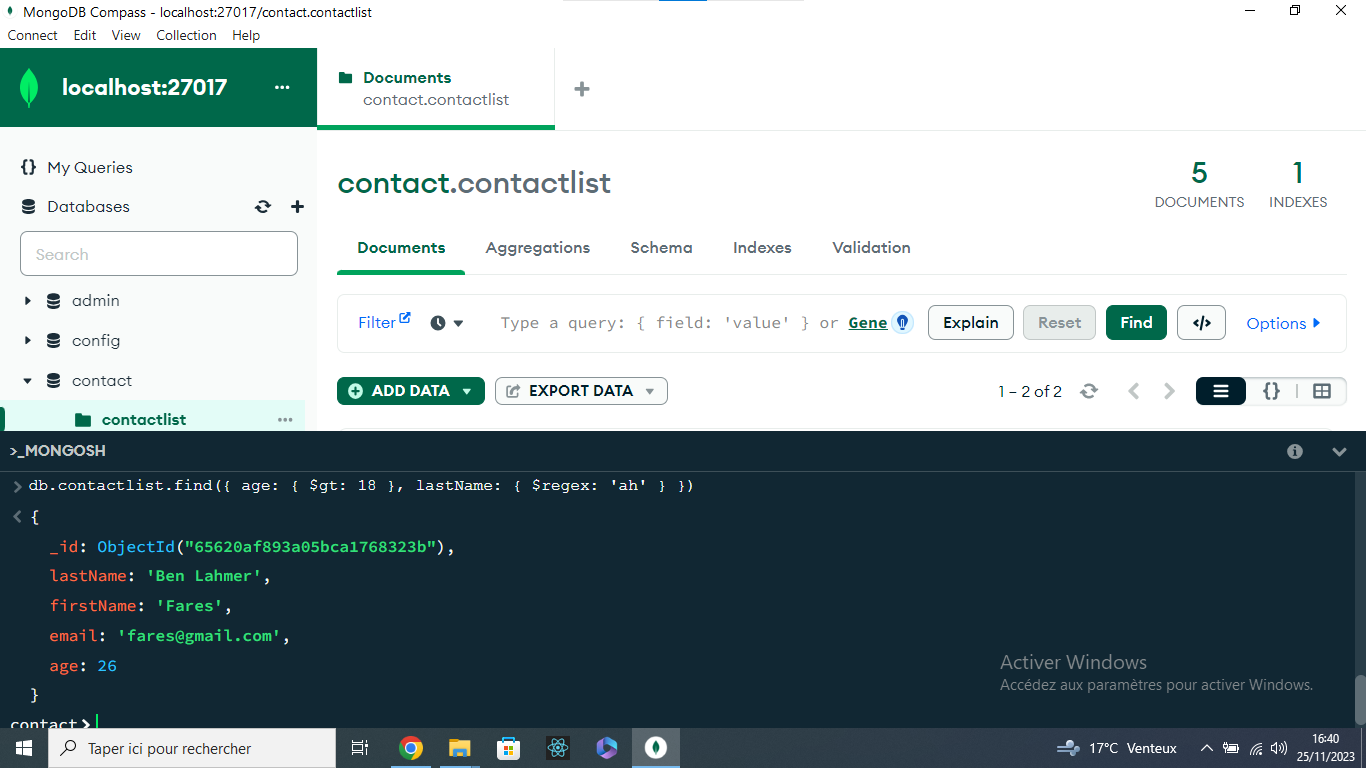 MongoDB Compass - localhost:27017/contact.contactlist
Connect Edit View Collection Help
localhost:27017 ...
Documents
contact.contactlist
+
{} My Queries
Databases
Search
admin
config
contact
contactlist ...
contact.contactlist
5
DOCUMENTS
1
INDEXES
Documents Aggregations Schema Indexes Validation
Filter Type a query: { field: 'value' } or Gene Explain Reset Find </> Options
ADD DATA EXPORT DATA 1 – 2 of 2 {}
>_MONGOSH
> db.contactlist.find({ age: { $gt: 18 }, lastName: { $regex: 'ah' } })
< {
_id: ObjectId("65620af893a05bca1768323b"),
lastName: 'Ben Lahmer',
firstName: 'Fares',
email: 'fares@gmail.com',
age: 26
}
contact>
Activer Windows
Accédez aux paramètres pour activer Windows.
Taper ici pour rechercher
17°C Venteux
16:40
25/11/2023